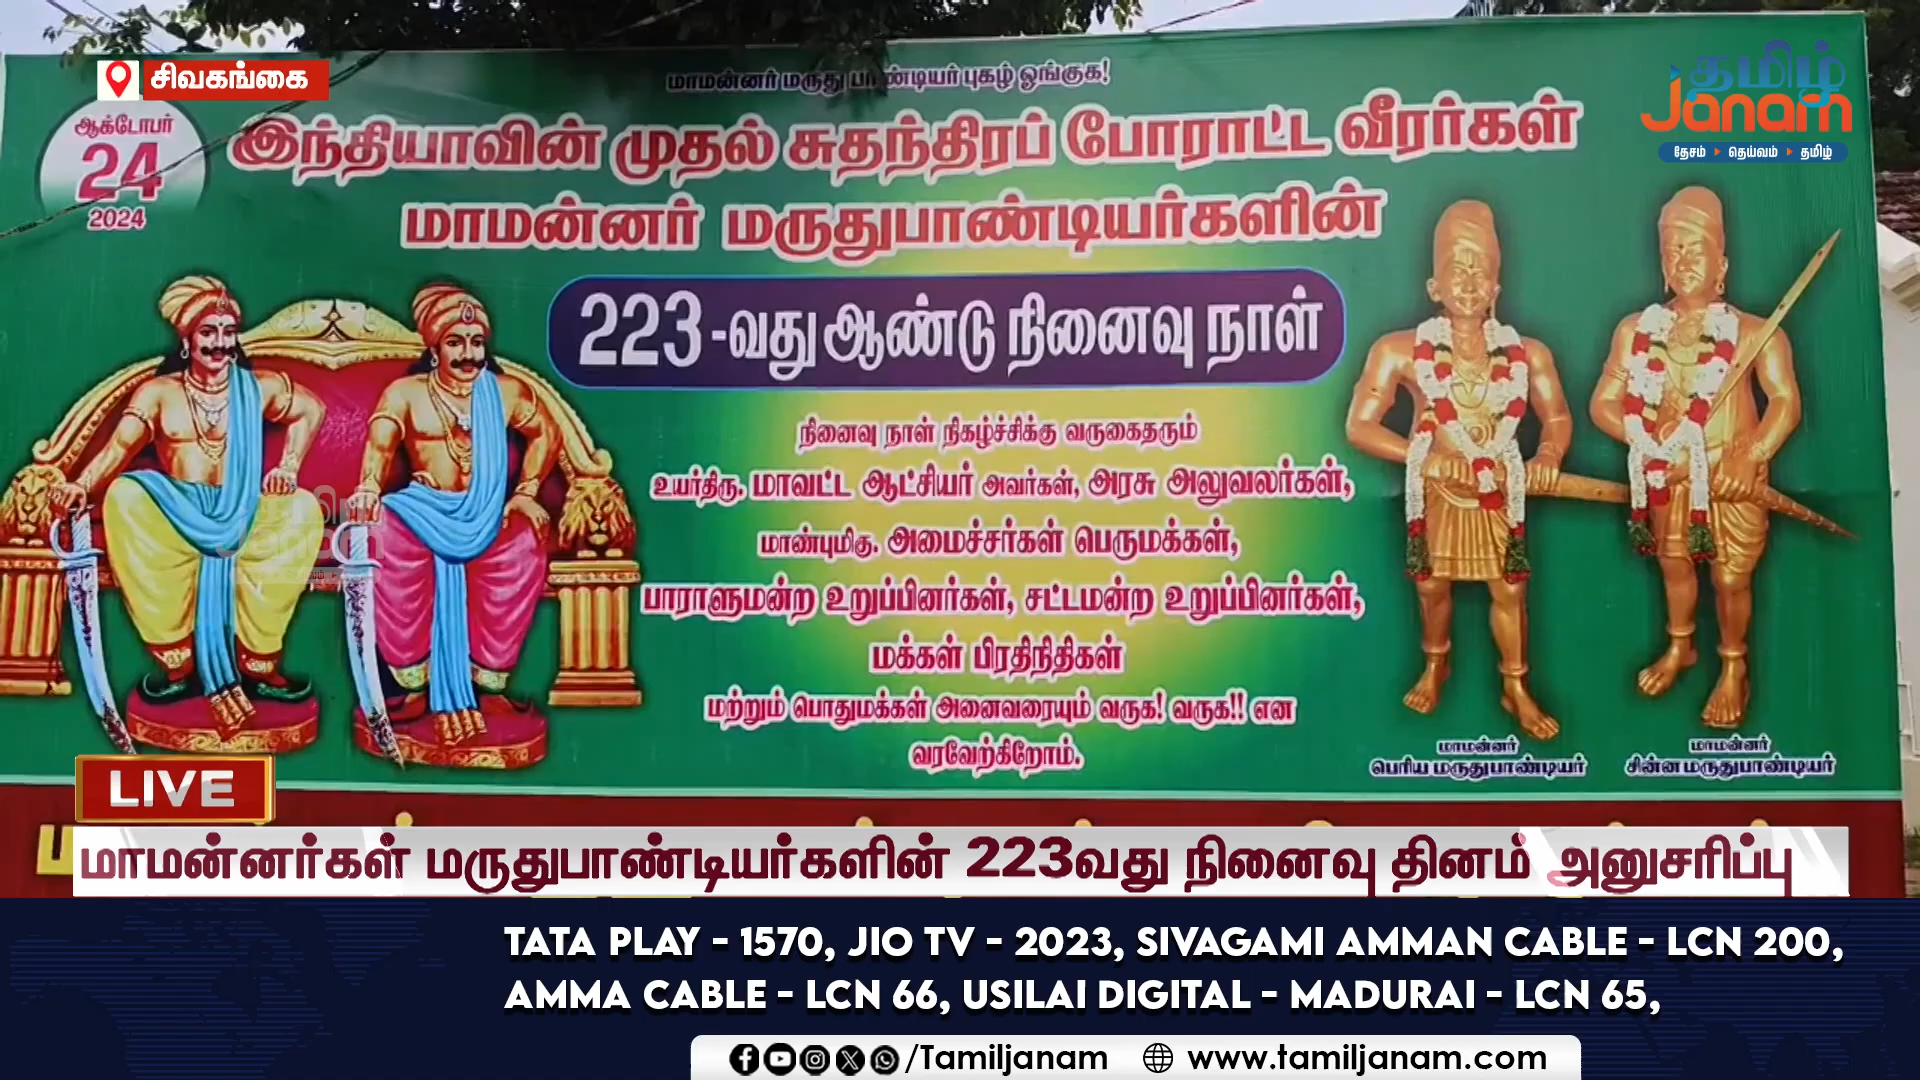 சிவகங்கை
தமிழ்
Janam
தேசம் தெய்வம் தமிழ்
மாமன்னர் மருது பாண்டியர் புகழ் ஓங்குக!
ஆக்டோபர்
24
2024
இந்தியாவின் முதல் சுதந்திரப் போராட்ட வீரர்கள்
மாமன்னர் மருதுபாண்டியர்களின்
223-வது ஆண்டு நினைவு நாள்
நினைவு நாள் நிகழ்ச்சிக்கு வருகைதரும்
உயர்திரு. மாவட்ட ஆட்சியர் அவர்கள், அரசு அலுவலர்கள்,
மாண்புமிகு. அமைச்சர்கள் பெருமக்கள்,
பாராளுமன்ற உறுப்பினர்கள், சட்டமன்ற உறுப்பினர்கள்,
மக்கள் பிரதிநிதிகள்
மற்றும் பொதுமக்கள் அனைவரையும் வருக! வருக!! என
வரவேற்கிறோம்.
மாமன்னர்
பெரிய மருதுபாண்டியர்
மாமன்னர்
சின்ன மருதுபாண்டியர்
LIVE
மாமன்னர்கள் மருதுபாண்டியர்களின் 223வது நினைவு தினம் அனுசரிப்பு
TATA PLAY - 1570, JIO TV - 2023, SIVAGAMI AMMAN CABLE - LCN 200,
AMMA CABLE - LCN 66, USILAI DIGITAL - MADURAI - LCN 65,
/Tamiljanam www.tamiljanam.com